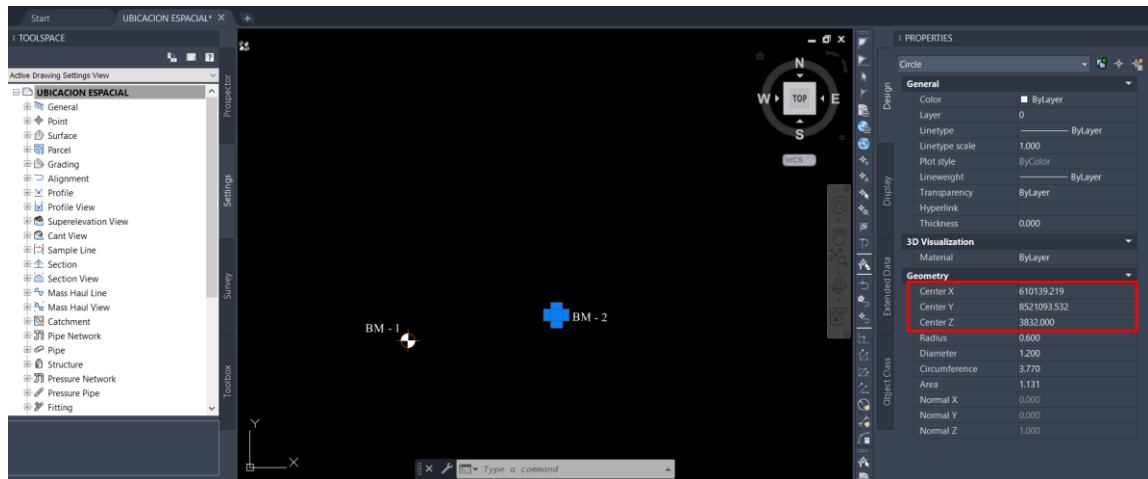 Start
UBICACION ESPACIAL*
TOOLSPACE
Active Drawing Settings View
UBICACION ESPACIAL
General
Point
Surface
Parcel
Grading
Alignment
Profile
Profile View
Superelevation View
Cant View
Sample Line
Section
Section View
Mass Haul Line
Mass Haul View
Catchment
Pipe Network
Pipe
Structure
Pressure Network
Pressure Pipe
Fitting
Prospector
Settings
Survey
Toolbox
N
W TOP E
S
WCS
BM - 1
BM - 2
Y
X
Type a command
PROPERTIES
Design
Display
Extended Data
Object Class
Circle
General
Color ByLayer
Layer 0
Linetype ByLayer
Linetype scale 1.000
Plot style ByColor
Lineweight ByLayer
Transparency ByLayer
Hyperlink
Thickness 0.000
3D Visualization
Material ByLayer
Geometry
Center X 610139.219
Center Y 8521093.532
Center Z 3832.000
Radius 0.600
Diameter 1.200
Circumference 3.770
Area 1.131
Normal X 0.000
Normal Y 0.000
Normal Z 1.000